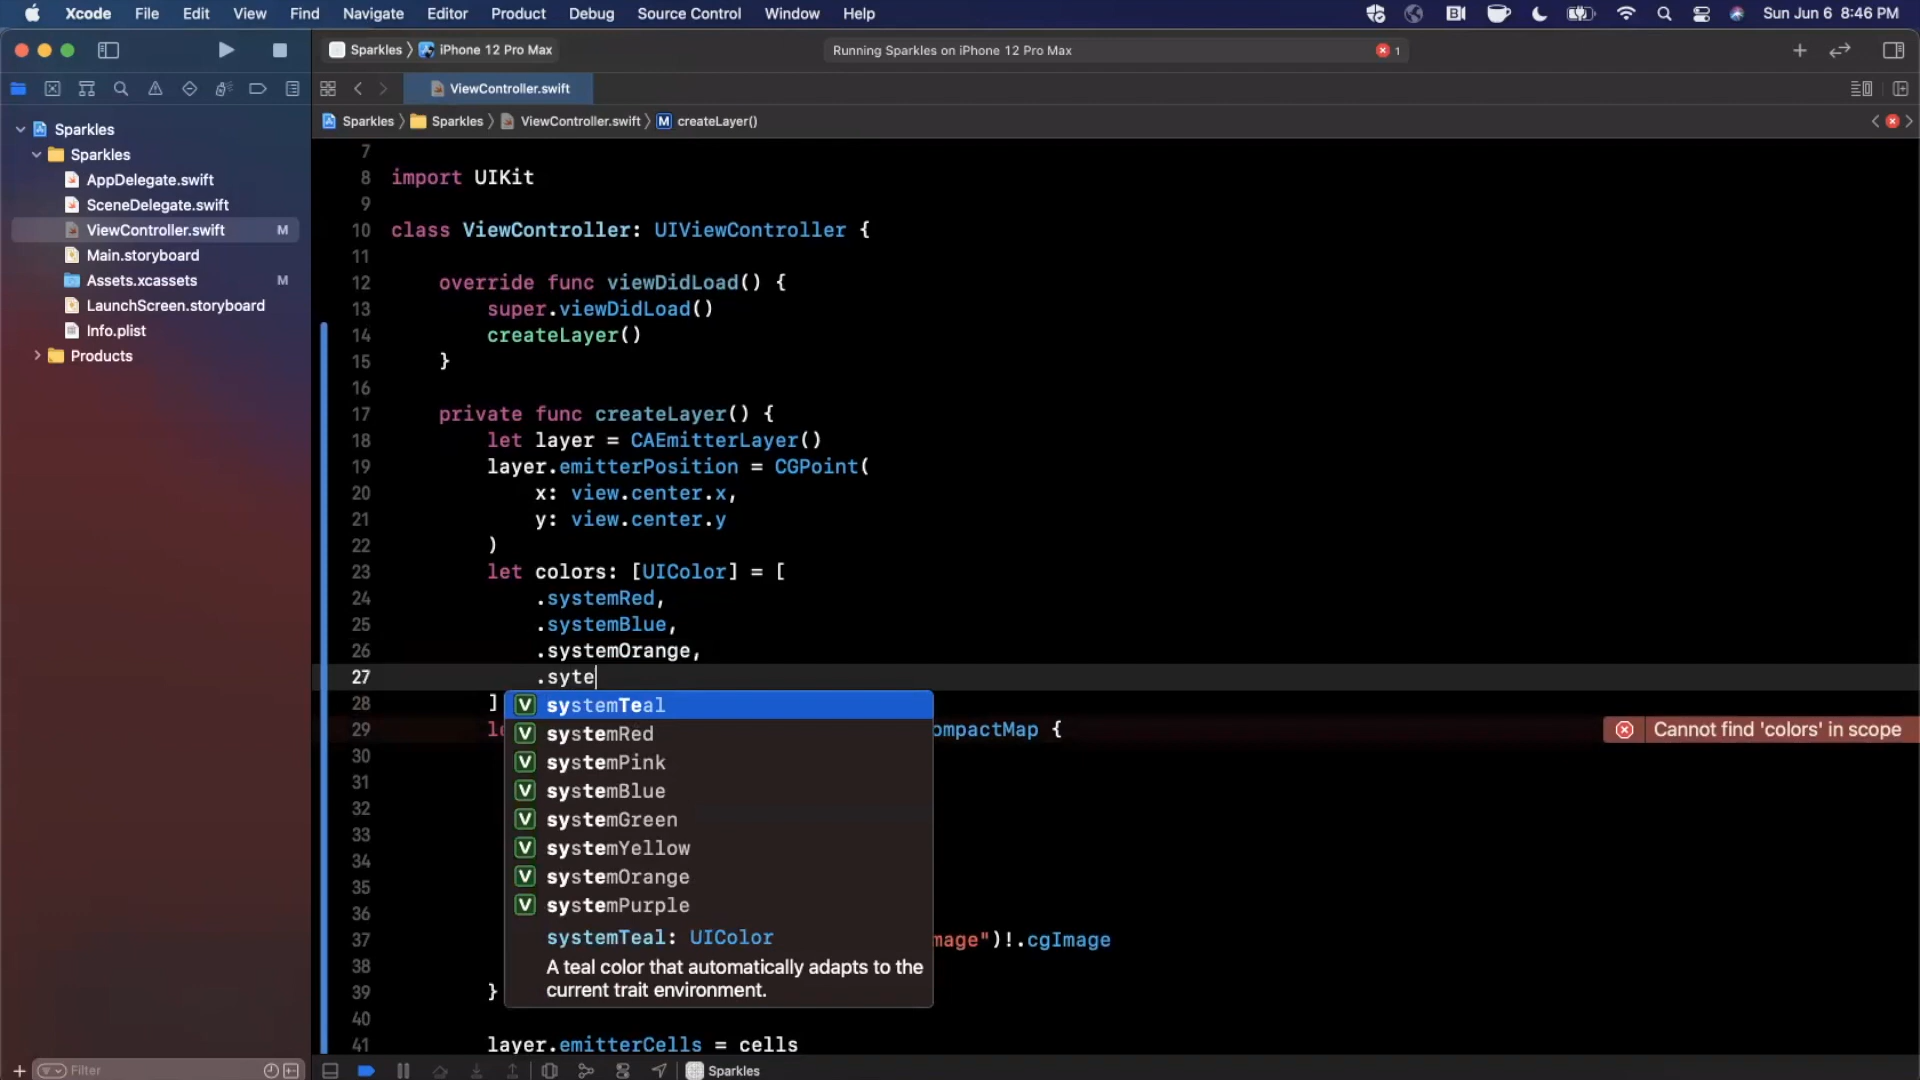 Xcode File Edit View Find Navigate Editor Product Debug Source Control Window Help Sun Jun 6 8:46 PM
Sparkles iPhone 12 Pro Max Running Sparkles on iPhone 12 Pro Max 1
ViewController.swift
Sparkles Sparkles ViewController.swift M createLayer()
Sparkles
Sparkles
AppDelegate.swift
SceneDelegate.swift
ViewController.swift M
Main.storyboard
Assets.xcassets M
LaunchScreen.storyboard
Info.plist
Products
Filter
7
8 import UIKit
9
10 class ViewController: UIViewController {
11
12 override func viewDidLoad() {
13 super.viewDidLoad()
14 createLayer()
15 }
16
17 private func createLayer() {
18 let layer = CAEmitterLayer()
19 layer.emitterPosition = CGPoint(
20 x: view.center.x,
21 y: view.center.y
22 )
23 let colors: [UIColor] = [
24 .systemRed,
25 .systemBlue,
26 .systemOrange,
27 .syte
28 ]
29 ompactMap { Cannot find 'colors' in scope
30
31
32
33
34
35
36
37 mage")!.cgImage
38
39 }
40
41 layer.emitterCells = cells
V systemTeal
V systemRed
V systemPink
V systemBlue
V systemGreen
V systemYellow
V systemOrange
V systemPurple
systemTeal: UIColor
A teal color that automatically adapts to the
current trait environment.
Sparkles